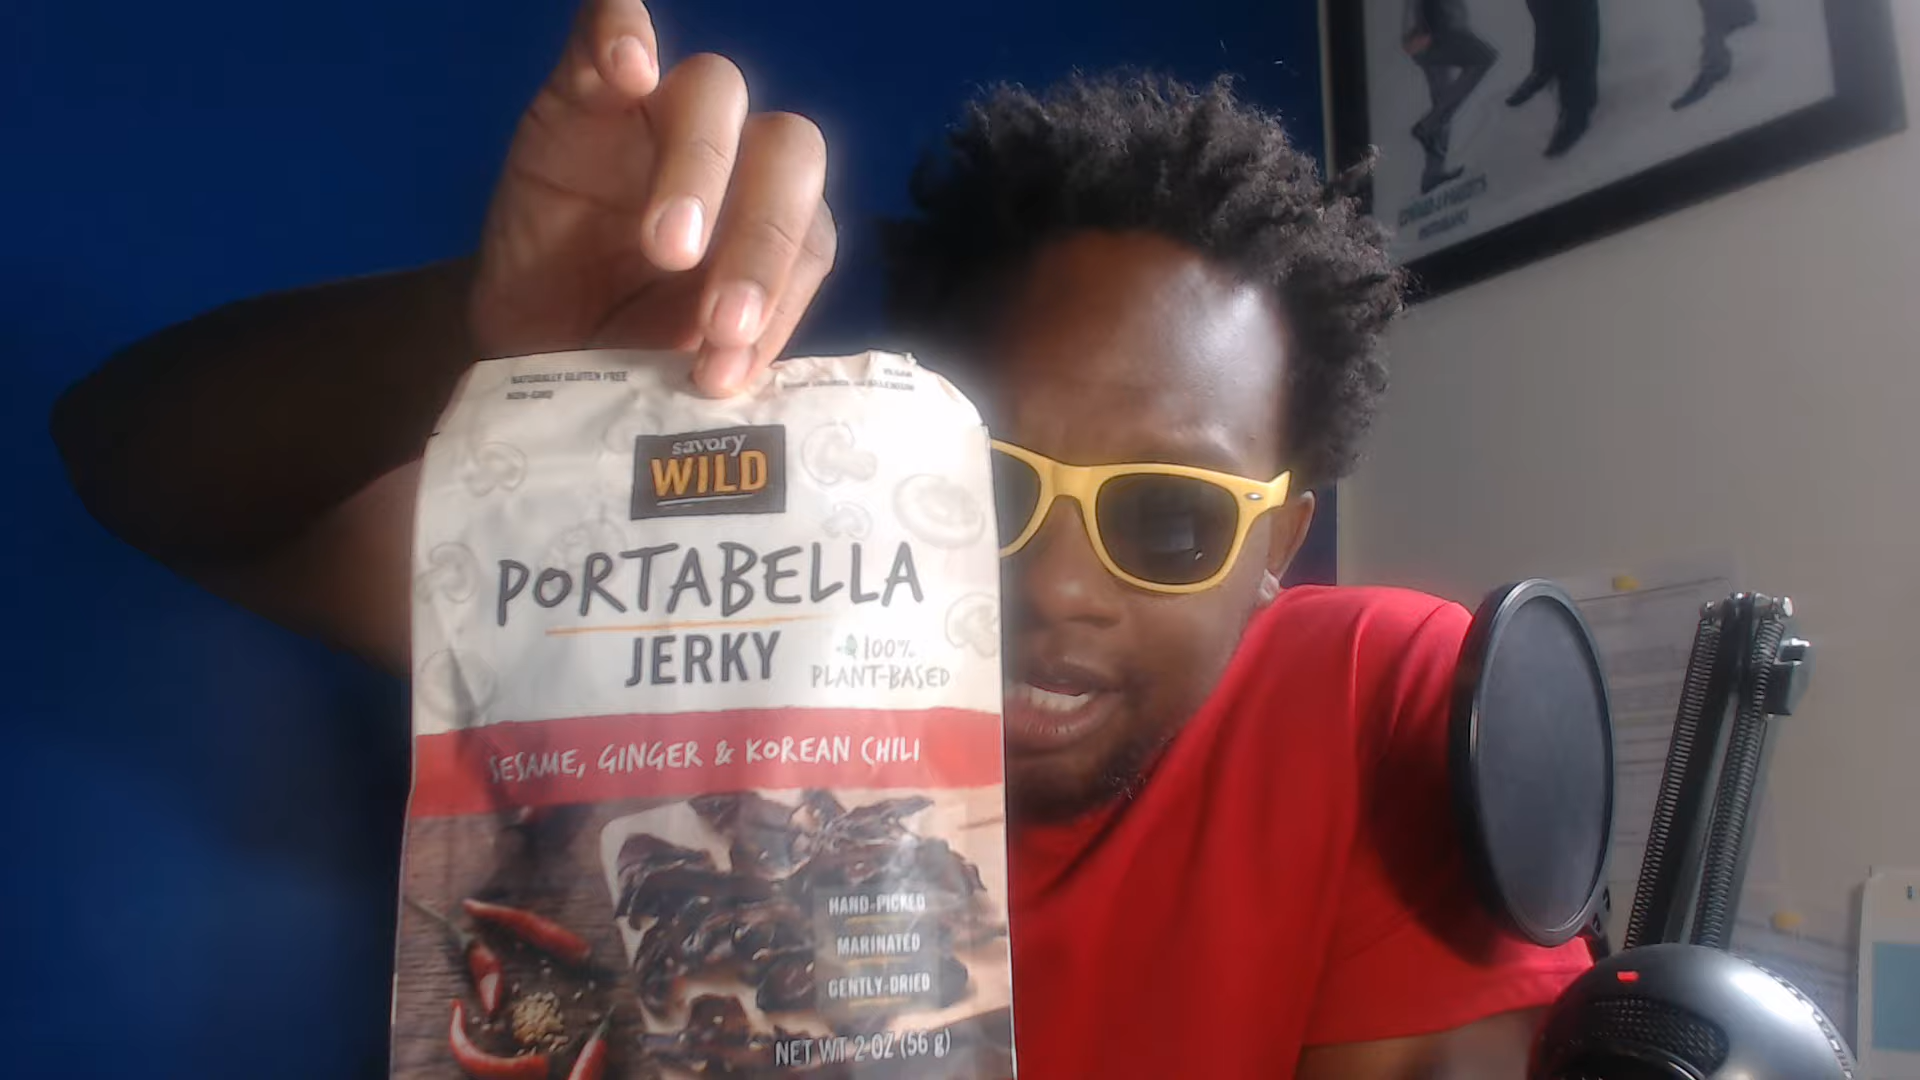 NATURALLY GLUTEN FREE
NON-GMO
VEGAN
SELENIUM
savory
WILD
PORTABELLA
JERKY
100%
PLANT-BASED
SESAME, GINGER & KOREAN CHILI
HAND-PICKED
MARINATED
GENTLY-DRIED
NET WT 2 OZ (56 g)